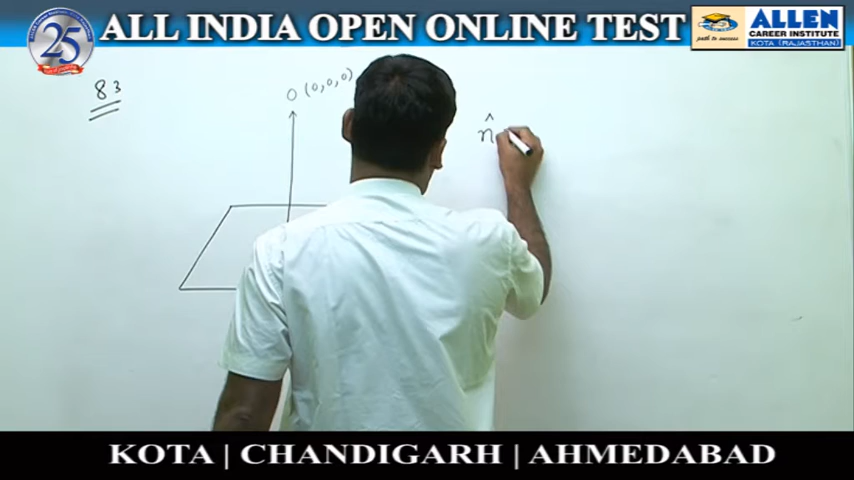 25
ALL INDIA OPEN ONLINE TEST
path to success
ALLEN
CAREER INSTITUTE
KOTA (RAJASTHAN)
83
O (0,0,0)
n̂
KOTA | CHANDIGARH | AHMEDABAD